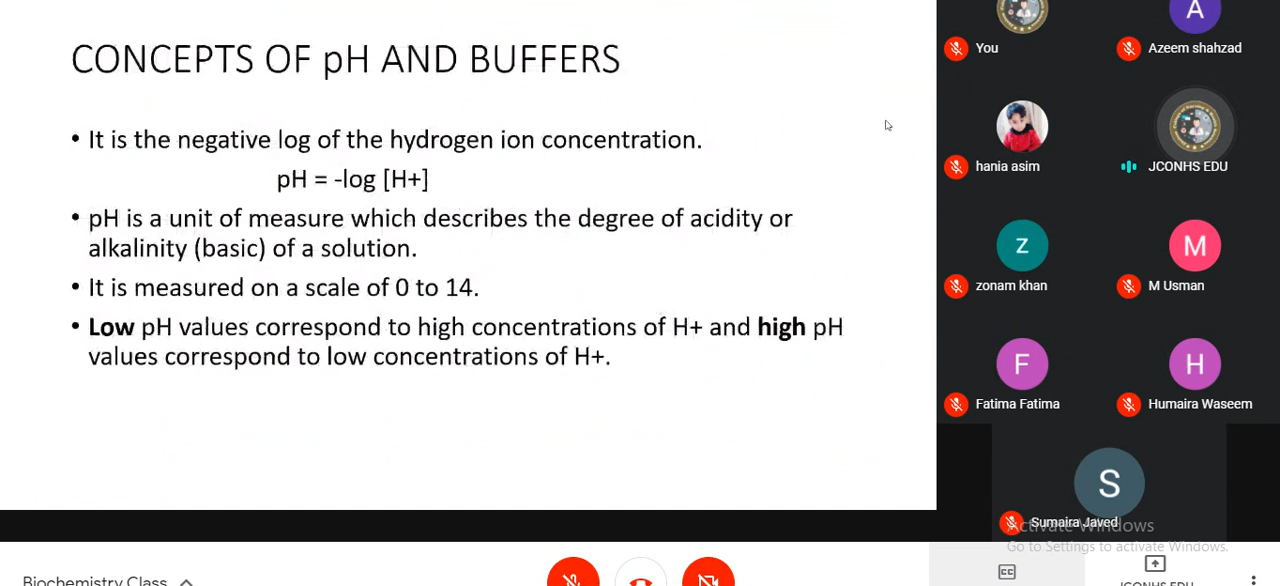 CONCEPTS OF pH AND BUFFERS
• It is the negative log of the hydrogen ion concentration.
pH = -log [H+]
• pH is a unit of measure which describes the degree of acidity or
alkalinity (basic) of a solution.
• It is measured on a scale of 0 to 14.
• Low pH values correspond to high concentrations of H+ and high pH
values correspond to low concentrations of H+.
A
You
Azeem shahzad
hania asim
JCONHS EDU
z
M
zonam khan
M Usman
F
H
Fatima Fatima
Humaira Waseem
S
Sumaira Javed
Activate Windows
Go to Settings to activate Windows.
Biochemistry Class
CC
JCONHS EDU